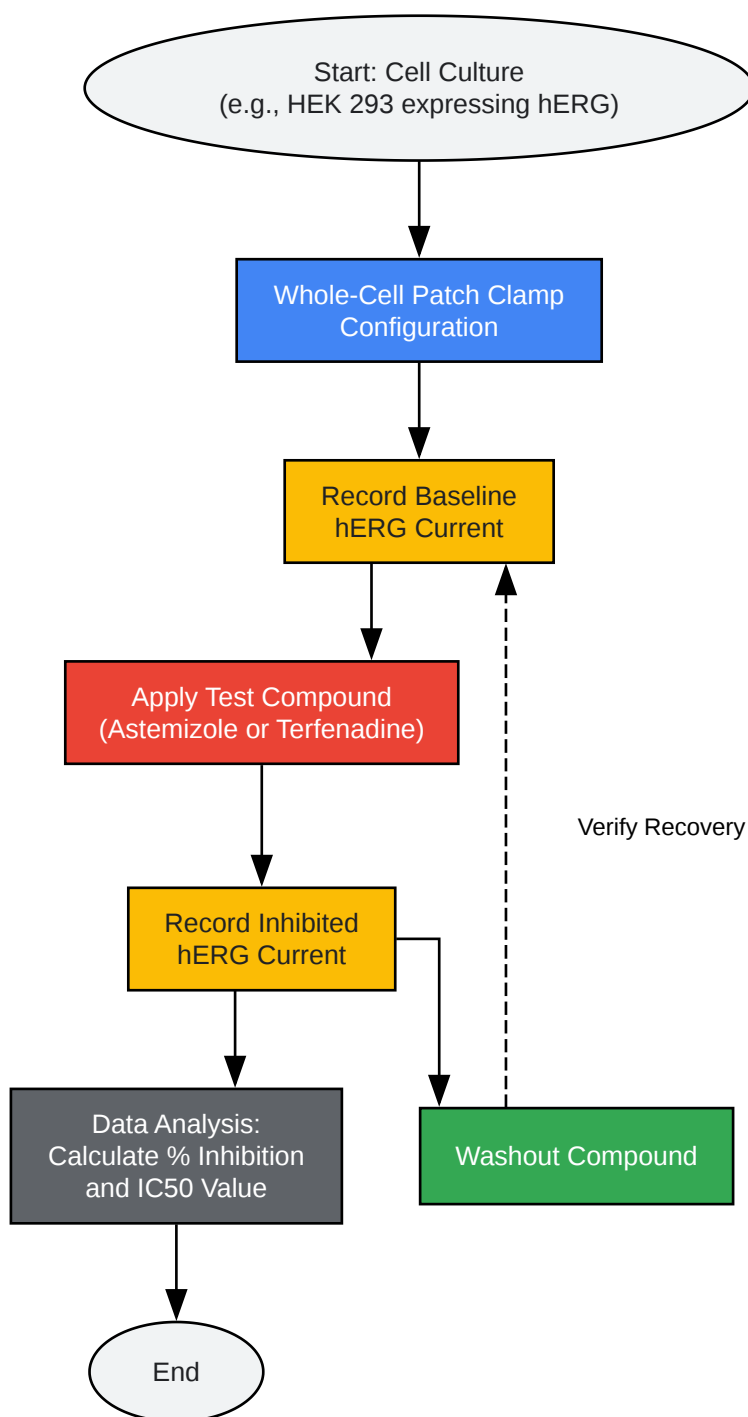 Start: Cell Culture
(e.g., HEK 293 expressing hERG)
Whole-Cell Patch Clamp
Configuration
Record Baseline
hERG Current
Apply Test Compound
(Astemizole or Terfenadine)
Verify Recovery
Record Inhibited
hERG Current
Data Analysis:
Calculate % Inhibition
and IC50 Value
Washout Compound
End